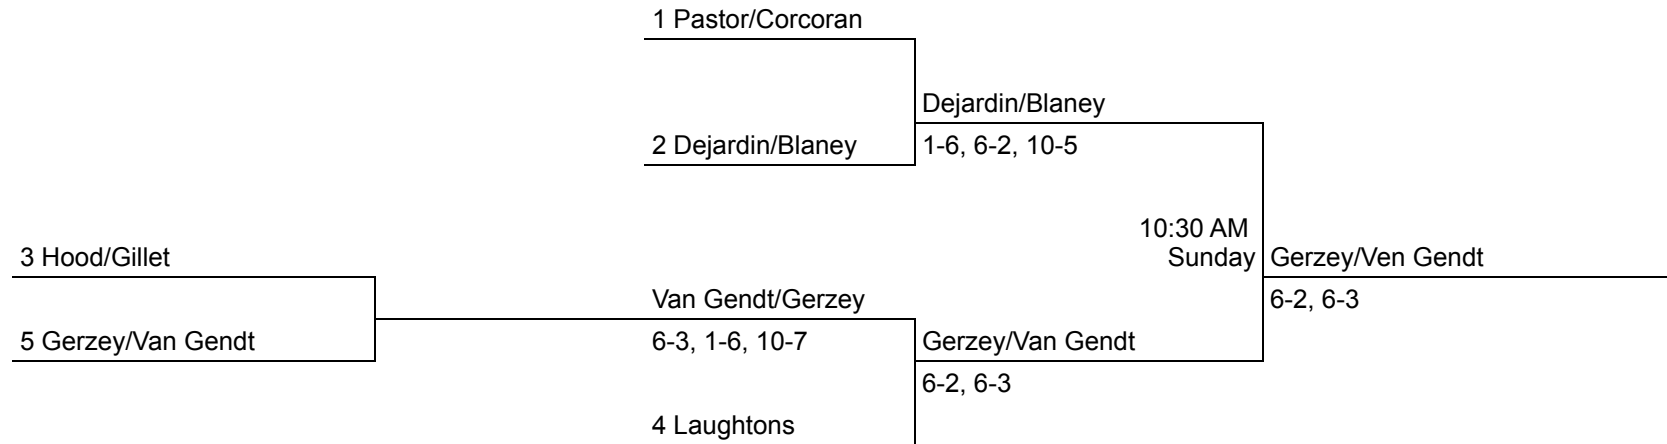 1 Pastor/Corcoran
Dejardin/Blaney
2 Dejardin/Blaney
1-6, 6-2, 10-5
10:30 AM
Sunday
3 Hood/Gillet
Gerzey/Ven Gendt
Van Gendt/Gerzey
6-2, 6-3
5 Gerzey/Van Gendt
6-3, 1-6, 10-7
Gerzey/Van Gendt
6-2, 6-3
4 Laughtons